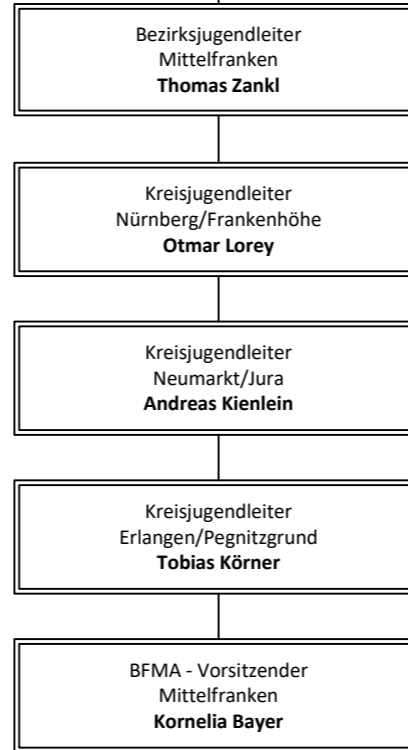 Bezirksjugendleiter
Mittelfranken
Thomas Zankl
Kreisjugendleiter
Nürnberg/Frankenhöhe
Otmar Lorey
Kreisjugendleiter
Neumarkt/Jura
Andreas Kienlein
Kreisjugendleiter
Erlangen/Pegnitzgrund
Tobias Körner
BFMA - Vorsitzender
Mittelfranken
Kornelia Bayer